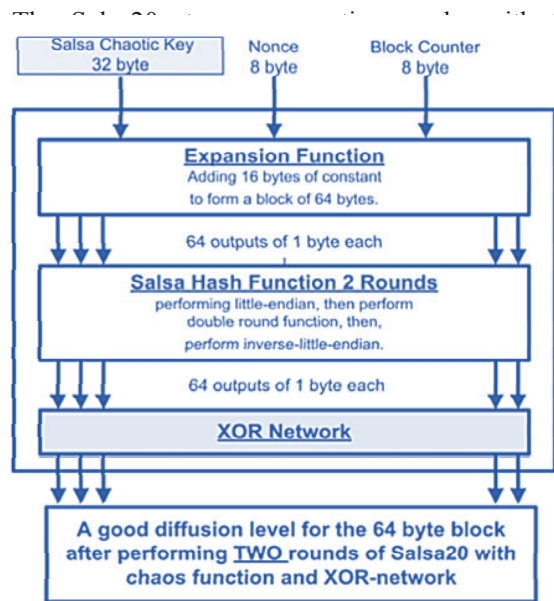 Salsa Chaotic Key
32 byte
Nonce
8 byte
Block Counter
8 byte
Expansion Function
Adding 16 bytes of constant
to form a block of 64 bytes.
64 outputs of 1 byte each
Salsa Hash Function 2 Rounds
performing little-endian, then perform
double round function, then,
perform inverse-little-endian.
64 outputs of 1 byte each
XOR Network
A good diffusion level for the 64 byte block
after performing TWO rounds of Salsa20 with
chaos function and XOR-network